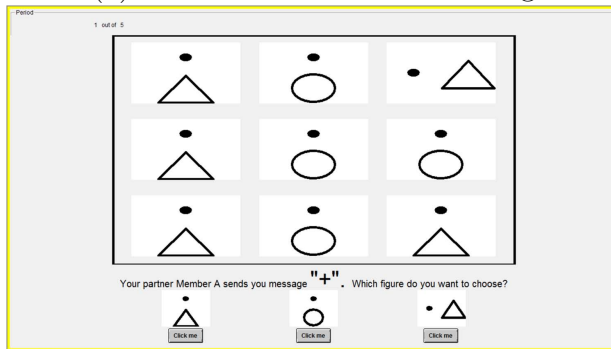 Period
1 out of 5
Your partner Member A sends you message "+". Which figure do you want to choose?
Click me Click me Click me